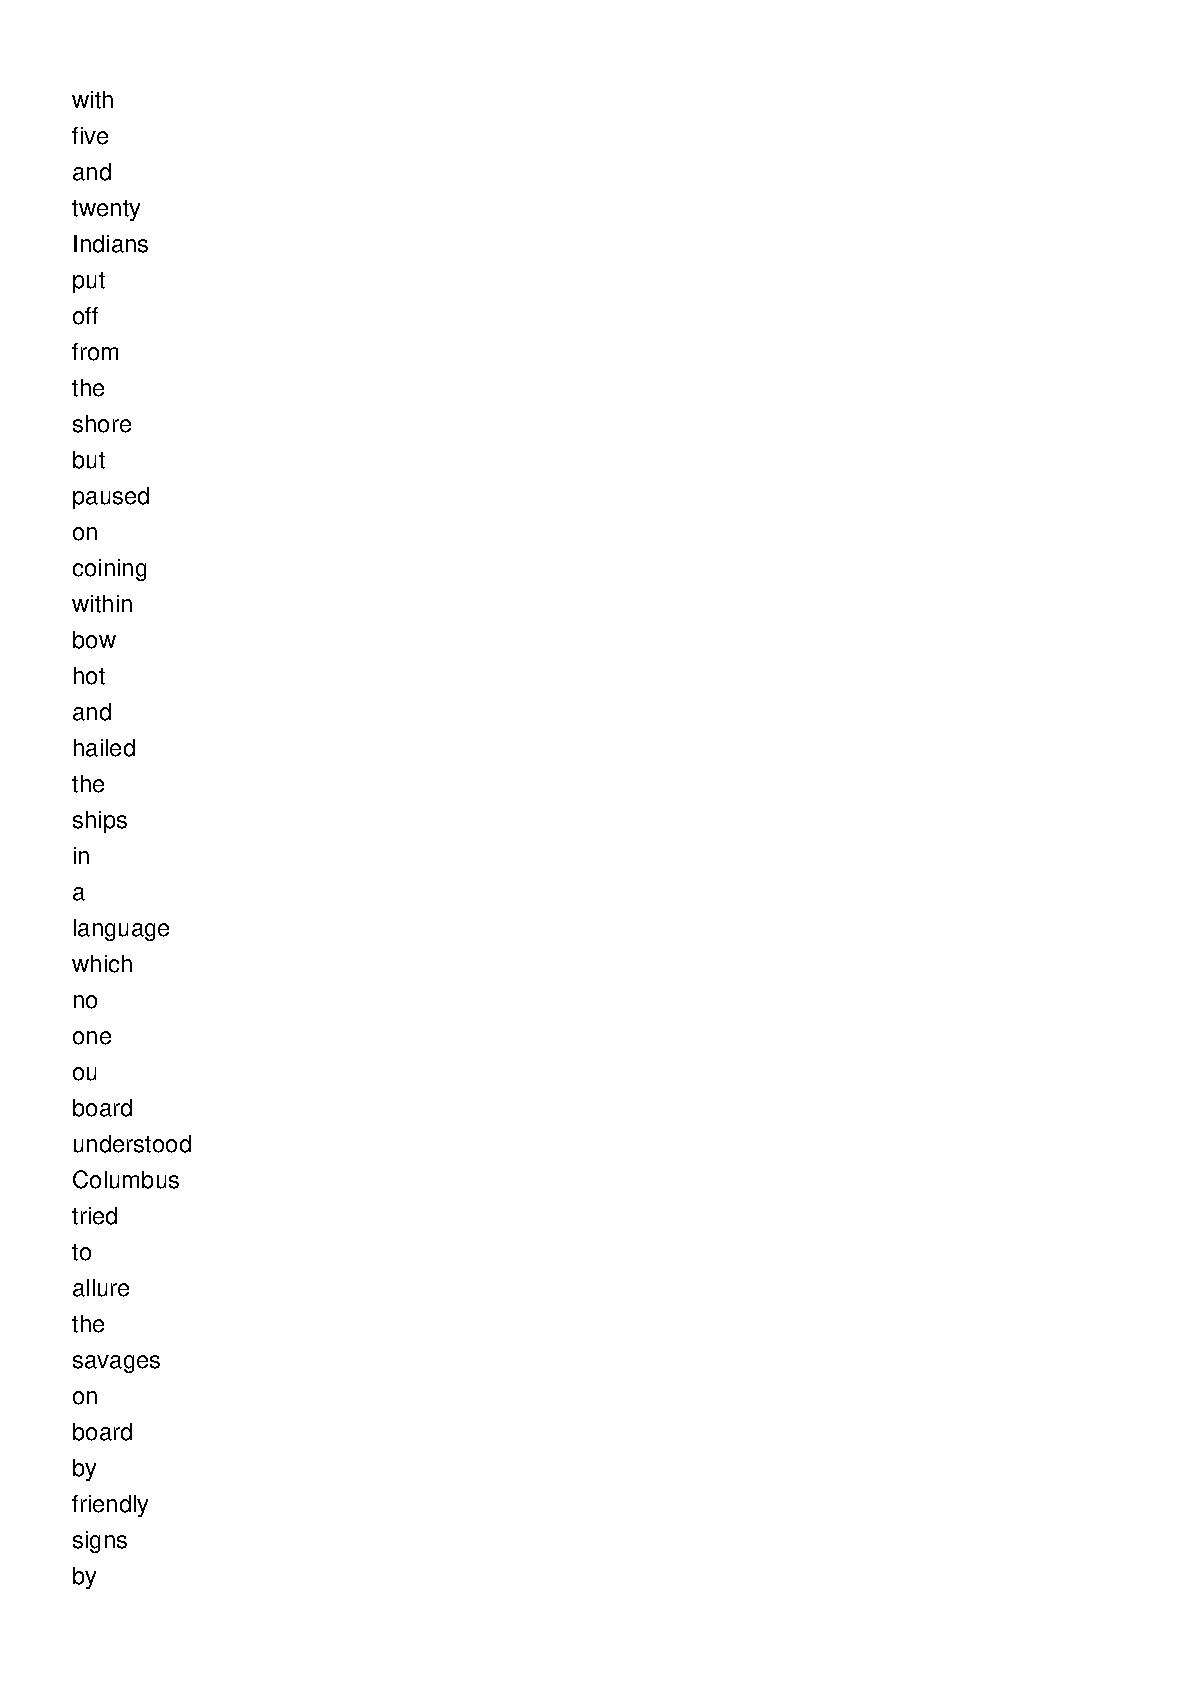 with
five
and
twenty
Indians
put
off
from
the
shore
but
paused
on
coining
within
bow
hot
and
hailed
the
ships
in
a
language
which
no
one
ou
board
understood
Columbus
tried
to
allure
the
savages
on
board
by
friendly
signs
by